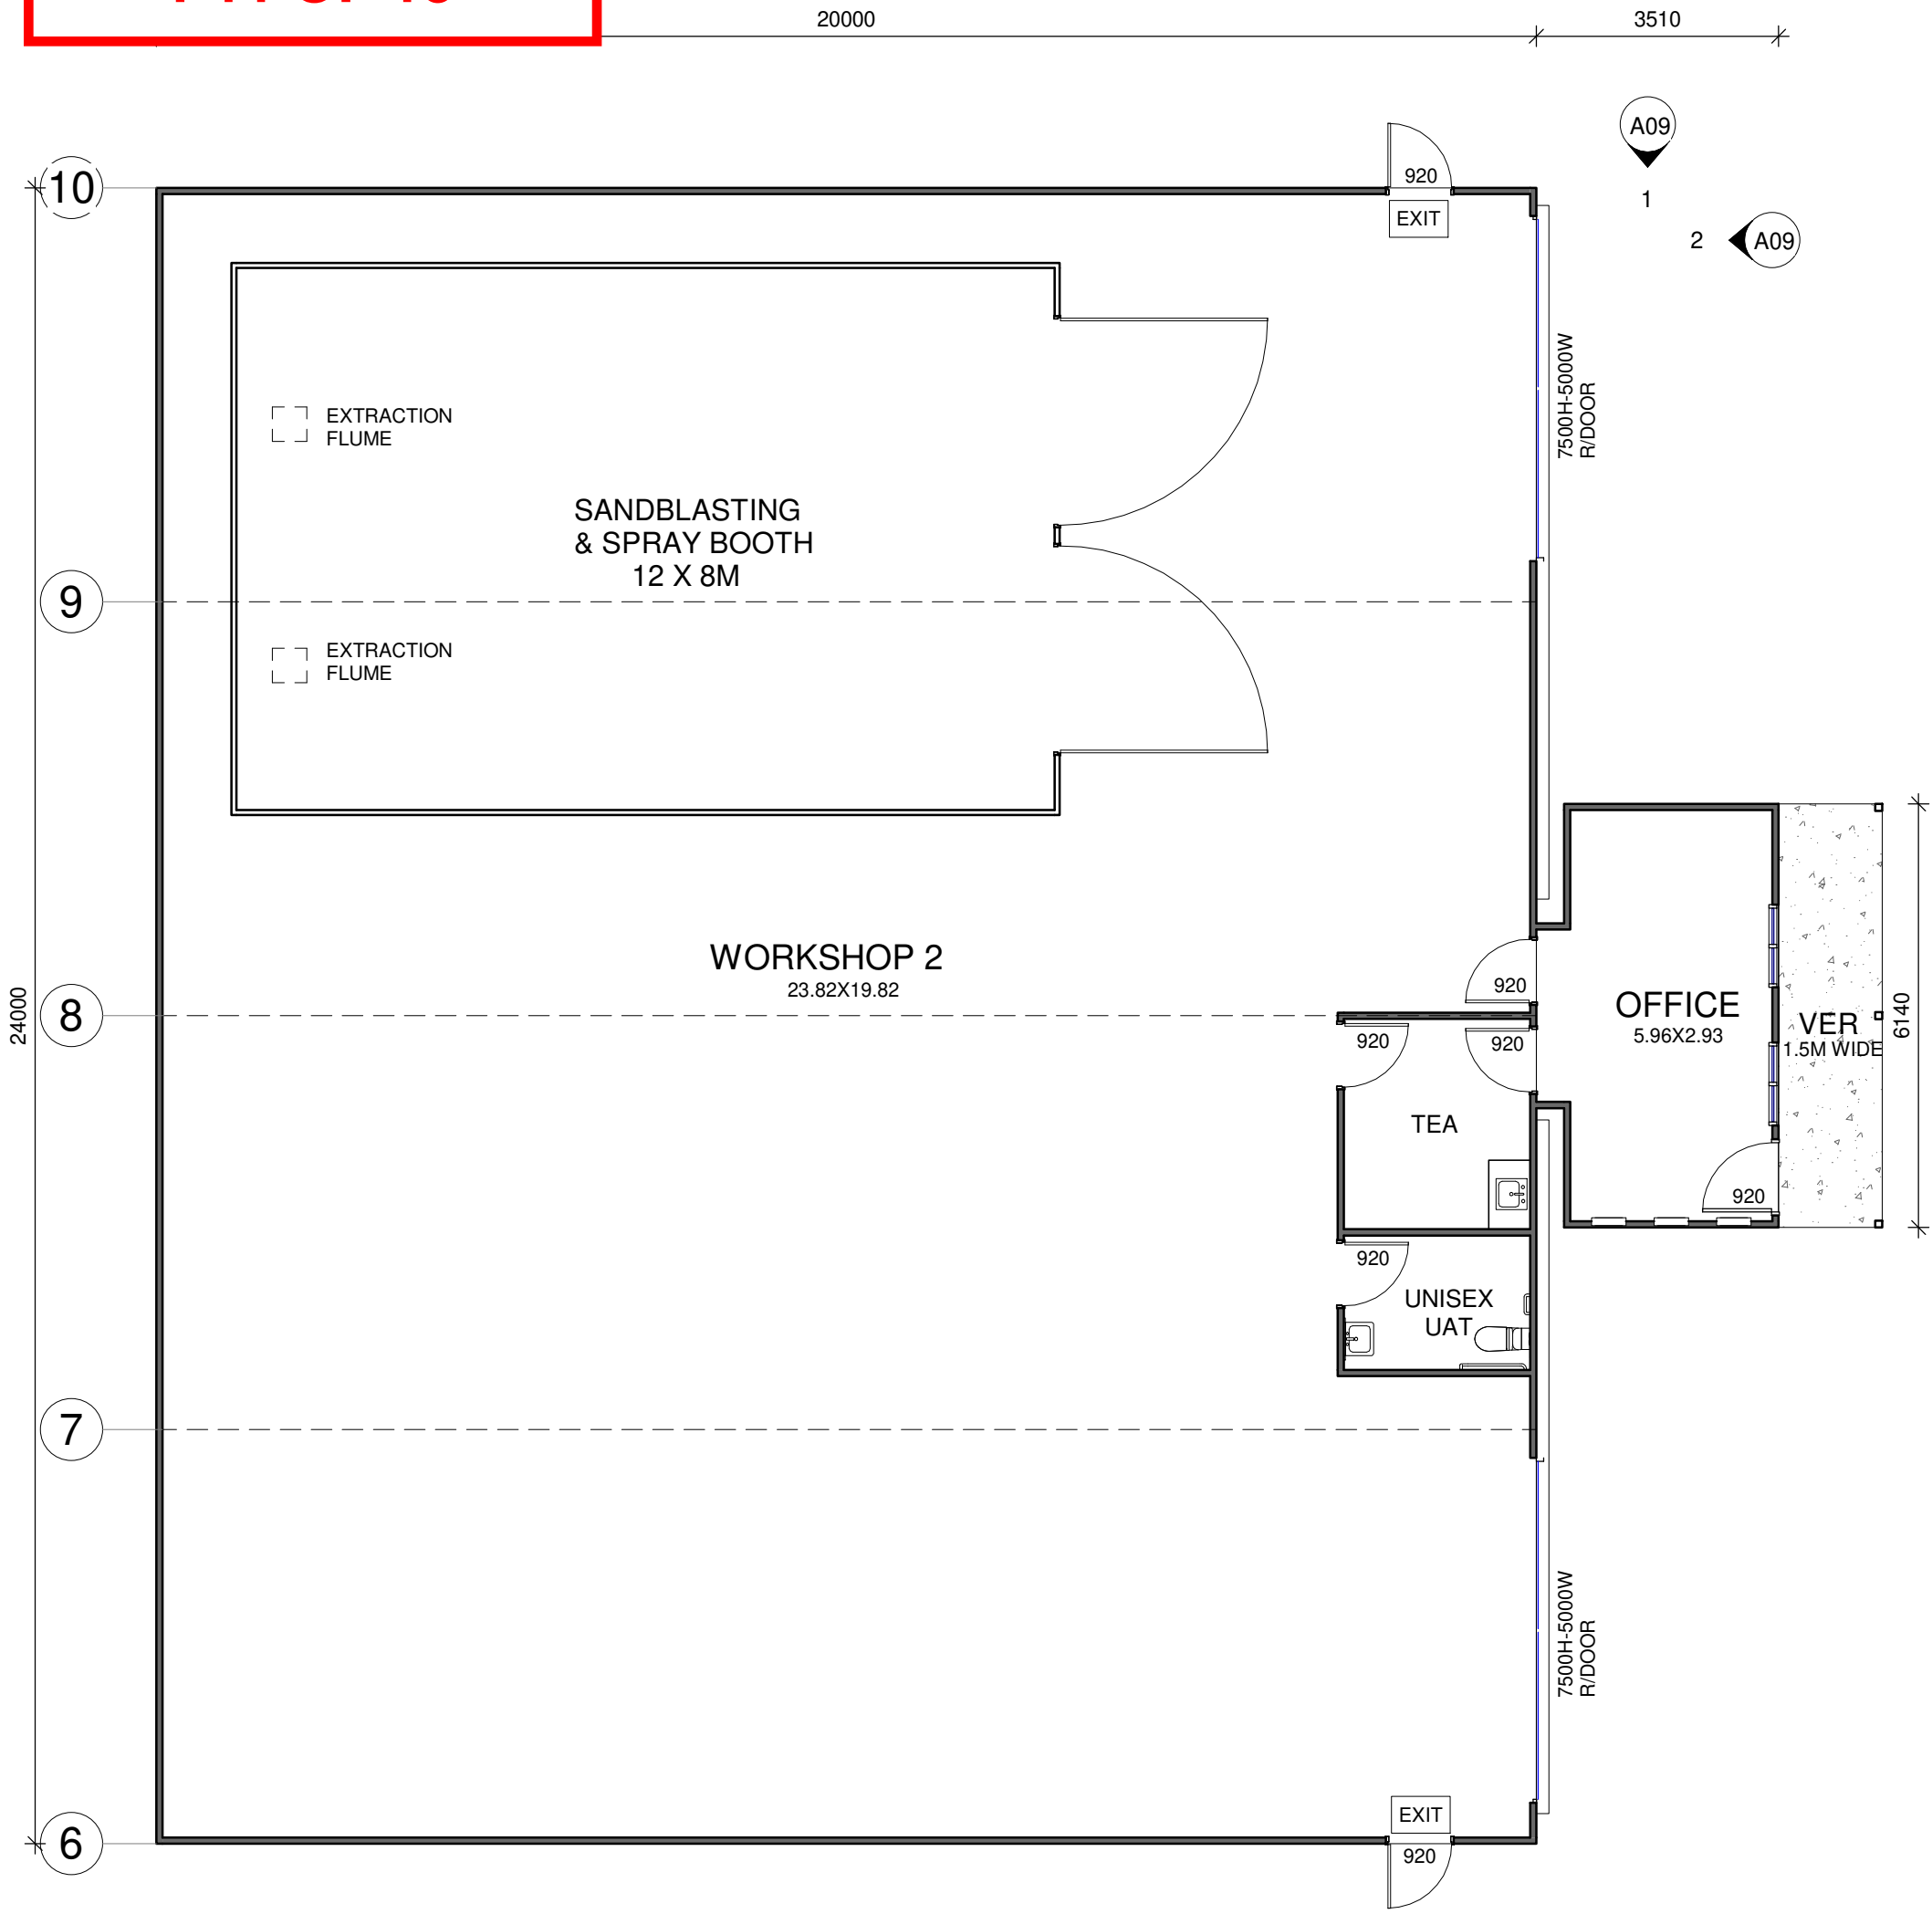 20000
3510
A09
1
2
A09
10
920
EXIT
7500H-5000W
R/DOOR
EXTRACTION
FLUME
SANDBLASTING
& SPRAY BOOTH
12 X 8M
9
EXTRACTION
FLUME
WORKSHOP 2
23.82X19.82
24000
8
920
OFFICE
5.96X2.93
VER
1.5M WIDE
6140
920
920
TEA
920
920
UNISEX
UAT
7
7500H-5000W
R/DOOR
EXIT
6
920